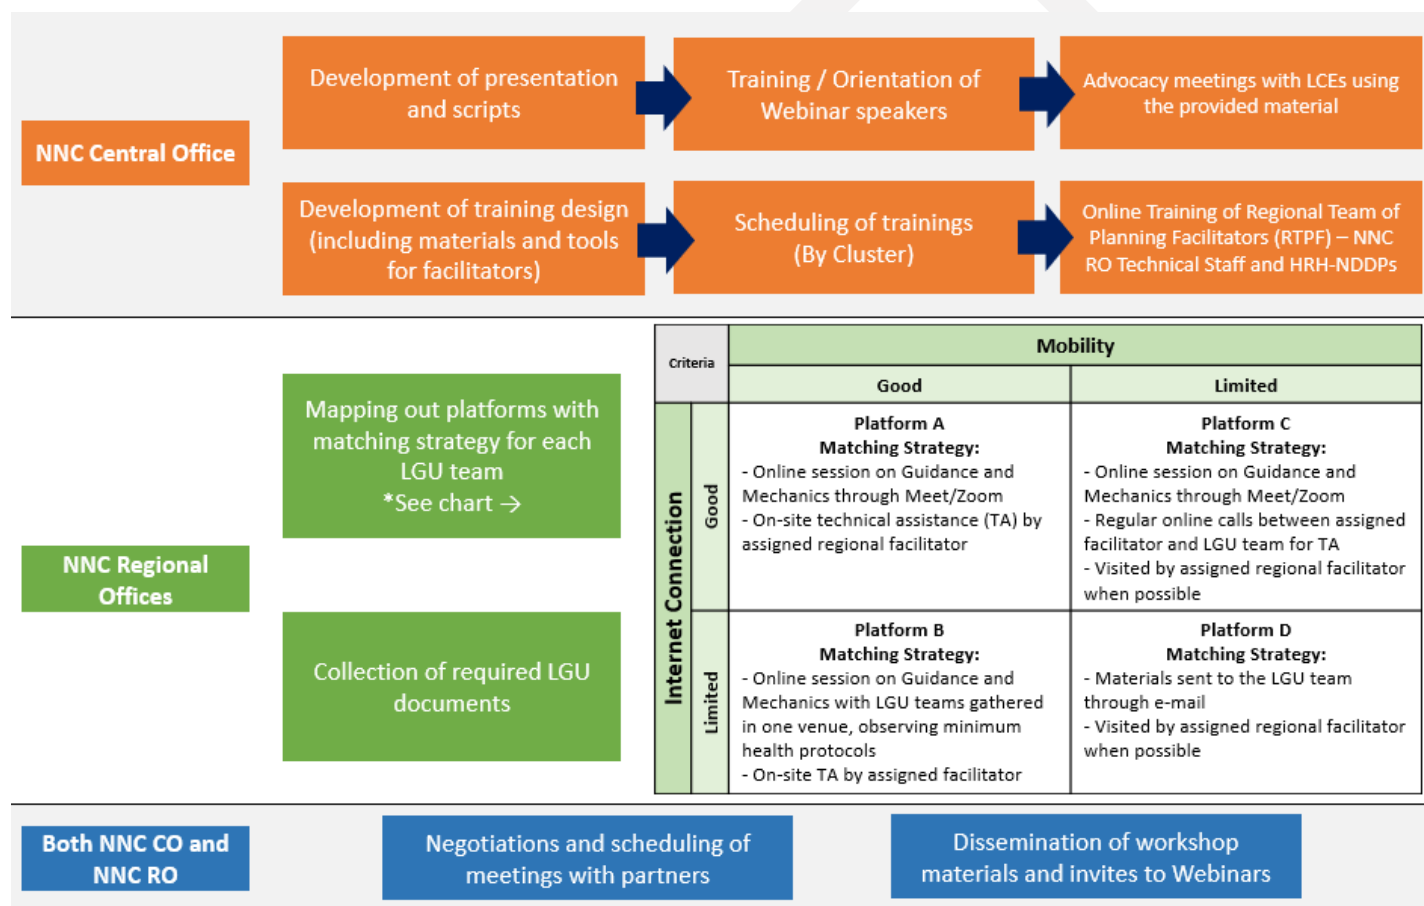 NNC Central Office
Development of presentation
and scripts
Training / Orientation of
Webinar speakers
Advocacy meetings with LCEs using
the provided material
Development of training design
(including materials and tools
for facilitators)
Scheduling of trainings
(By Cluster)
Online Training of Regional Team of
Planning Facilitators (RTPF) – NNC
RO Technical Staff and HRH-NDDPs
NNC Regional
Offices
Mapping out platforms with
matching strategy for each
LGU team
*See chart →
Collection of required LGU
documents
Criteria
Mobility
Good
Limited
Internet Connection
Good
Platform A
Matching Strategy:
- Online session on Guidance and
Mechanics through Meet/Zoom
- On-site technical assistance (TA) by
assigned regional facilitator
Platform C
Matching Strategy:
- Online session on Guidance and
Mechanics through Meet/Zoom
- Regular online calls between assigned
facilitator and LGU team for TA
- Visited by assigned regional facilitator
when possible
Limited
Platform B
Matching Strategy:
- Online session on Guidance and
Mechanics with LGU teams gathered
in one venue, observing minimum
health protocols
- On-site TA by assigned facilitator
Platform D
Matching Strategy:
- Materials sent to the LGU team
through e-mail
- Visited by assigned regional facilitator
when possible
Both NNC CO and
NNC RO
Negotiations and scheduling of
meetings with partners
Dissemination of workshop
materials and invites to Webinars